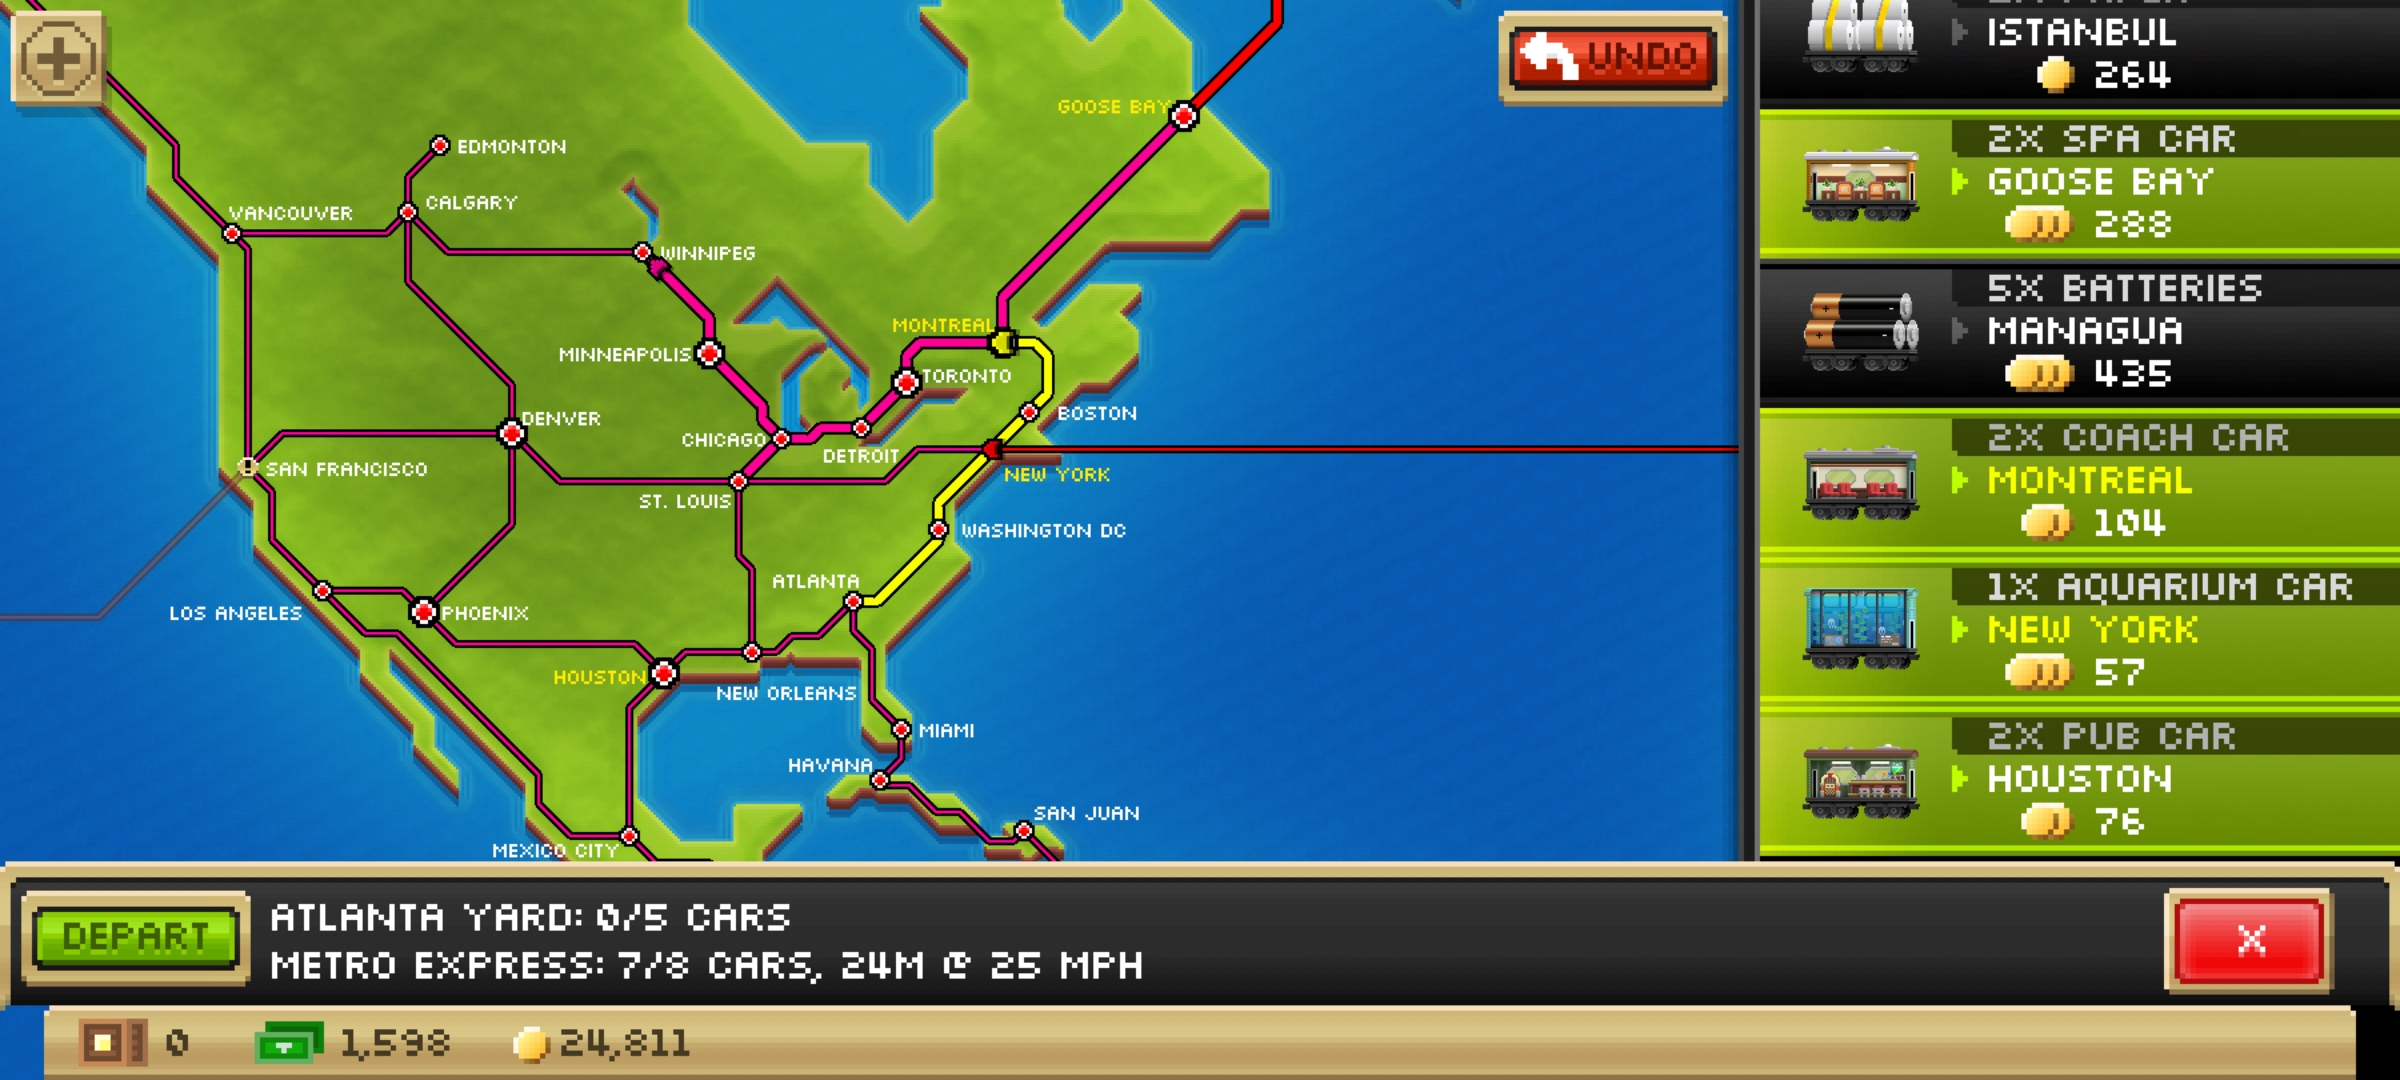 UNDO
ISTANBUL
264
GOOSE BAY
2X SPA CAR
GOOSE BAY
288
EDMONTON
CALGARY
VANCOUVER
WINNIPEG
5X BATTERIES
MANAGUA
435
MONTREAL
MINNEAPOLIS
TORONTO
DENVER
BOSTON
CHICAGO
DETROIT
SAN FRANCISCO
NEW YORK
ST. LOUIS
2X COACH CAR
MONTREAL
104
WASHINGTON DC
ATLANTA
LOS ANGELES
PHOENIX
1X AQUARIUM CAR
NEW YORK
57
HOUSTON
NEW ORLEANS
MIAMI
HAVANA
SAN JUAN
MEXICO CITY
2X PUB CAR
HOUSTON
76
DEPART
ATLANTA YARD: 0/5 CARS
METRO EXPRESS: 7/8 CARS, 24M @ 25 MPH
X
0
1,598
24,811